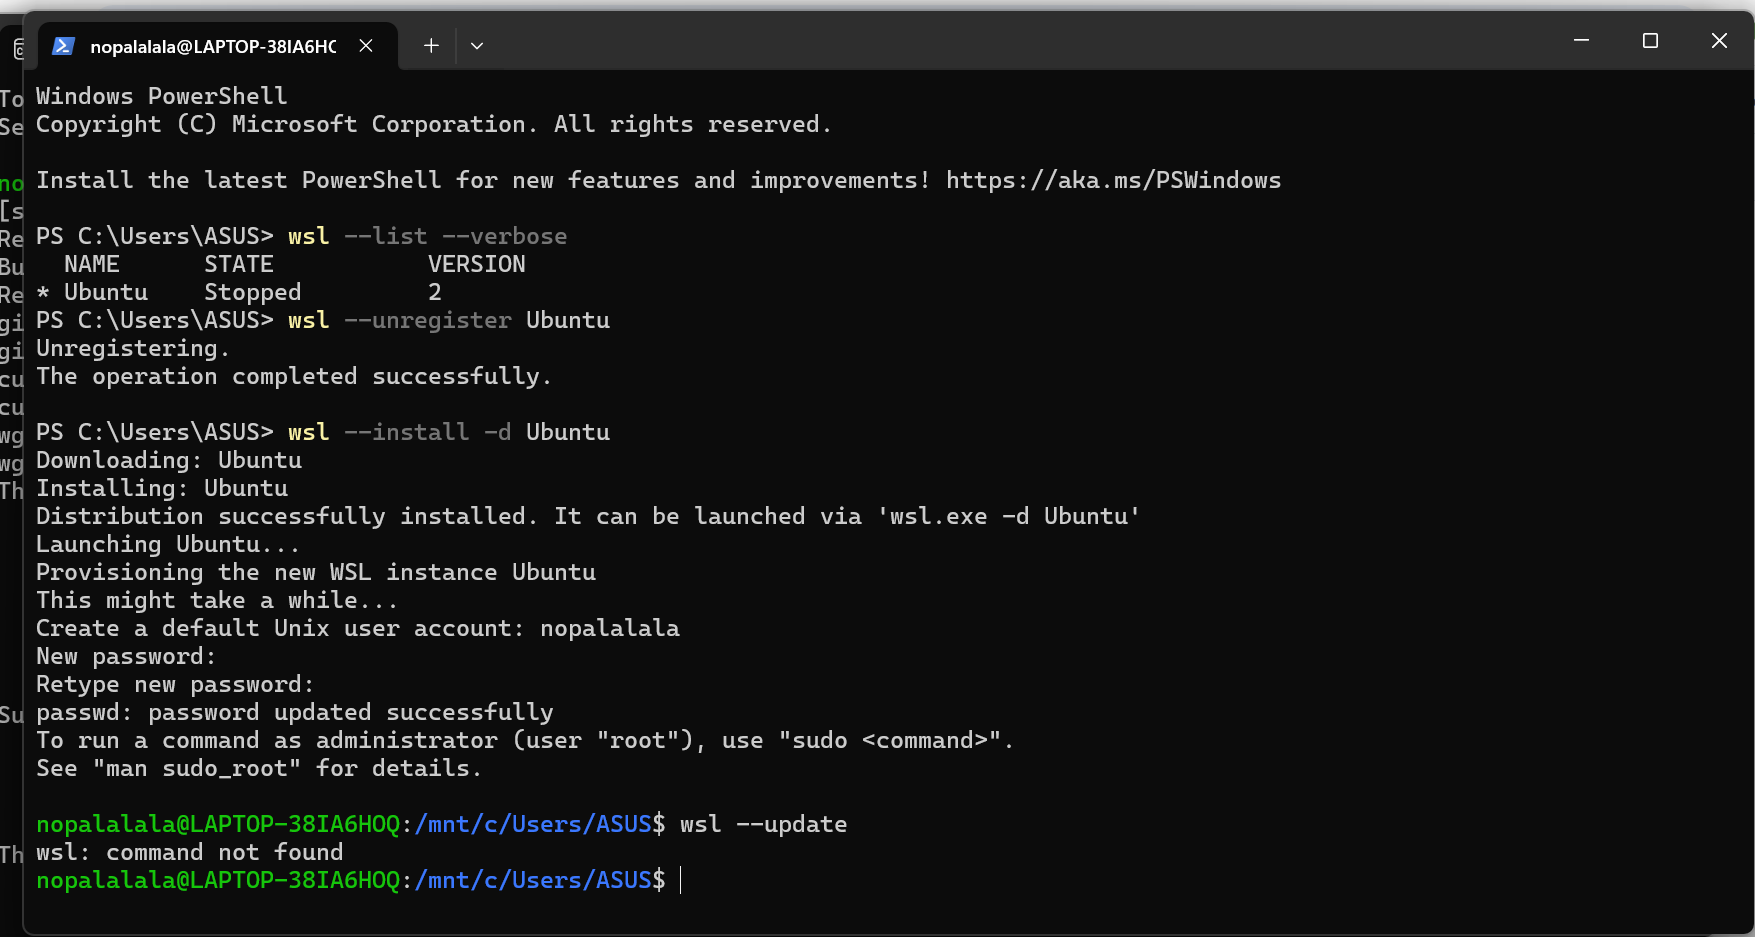 nopalalala@LAPTOP-38IA6HO
Windows PowerShell
Copyright (C) Microsoft Corporation. All rights reserved.
Install the latest PowerShell for new features and improvements! https://aka.ms/PSWindows
PS C:\Users\ASUS> wsl --list --verbose
  NAME      STATE           VERSION
* Ubuntu    Stopped         2
PS C:\Users\ASUS> wsl --unregister Ubuntu
Unregistering.
The operation completed successfully.
PS C:\Users\ASUS> wsl --install -d Ubuntu
Downloading: Ubuntu
Installing: Ubuntu
Distribution successfully installed. It can be launched via 'wsl.exe -d Ubuntu'
Launching Ubuntu...
Provisioning the new WSL instance Ubuntu
This might take a while...
Create a default Unix user account: nopalalala
New password:
Retype new password:
passwd: password updated successfully
To run a command as administrator (user "root"), use "sudo <command>".
See "man sudo_root" for details.
nopalalala@LAPTOP-38IA6HOQ:/mnt/c/Users/ASUS$ wsl --update
wsl: command not found
nopalalala@LAPTOP-38IA6HOQ:/mnt/c/Users/ASUS$